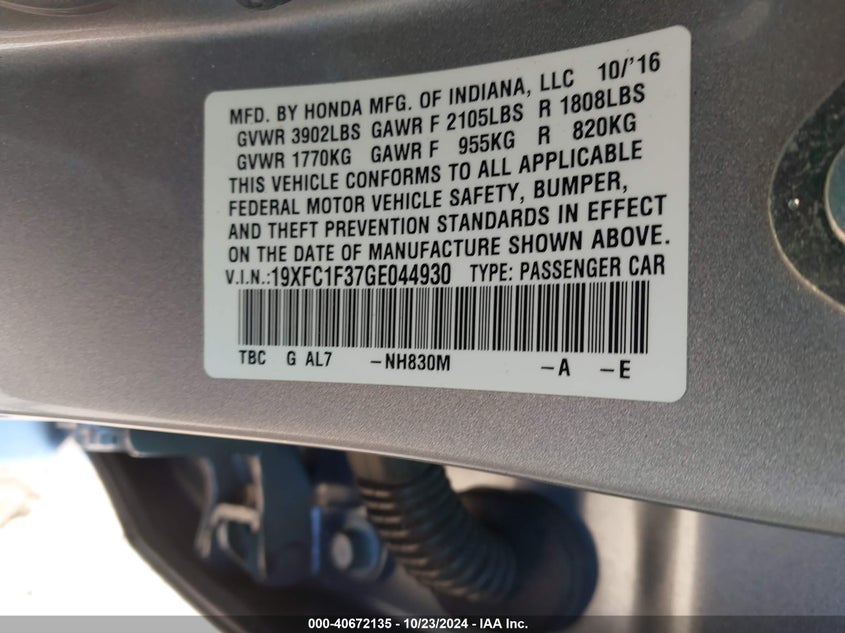 MFD. BY HONDA MFG. OF INDIANA, LLC 10/'16
GVWR 3902LBS GAWR F 2105LBS R 1808LBS
GVWR 1770KG GAWR F 955KG R 820KG
THIS VEHICLE CONFORMS TO ALL APPLICABLE
FEDERAL MOTOR VEHICLE SAFETY, BUMPER,
AND THEFT PREVENTION STANDARDS IN EFFECT
ON THE DATE OF MANUFACTURE SHOWN ABOVE.
V.I.N.:19XFC1F37GE044930 TYPE: PASSENGER CAR
TBC G AL7 -NH830M -A -E
000-40672135 - 10/23/2024 - IAA Inc.